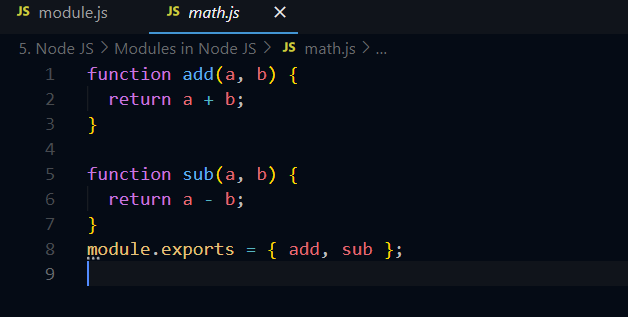 JS module.js JS math.js ×
5. Node JS > Modules in Node JS > JS math.js > ...
1 function add(a, b) {
2   return a + b;
3 }
4
5 function sub(a, b) {
6   return a - b;
7 }
8 module.exports = { add, sub };
9